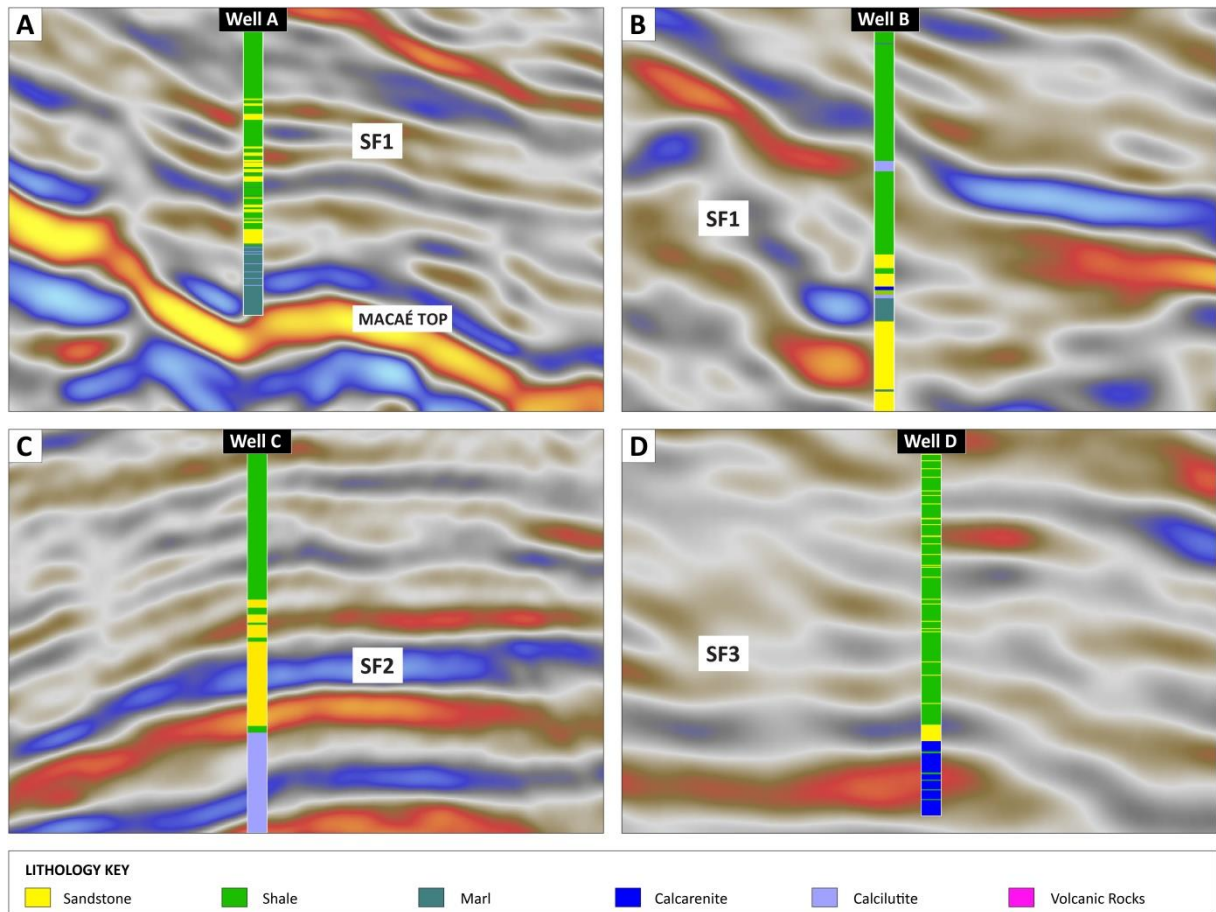 A
Well A
SF1
MACAÉ TOP
B
Well B
SF1
C
Well C
SF2
D
Well D
SF3
LITHOLOGY KEY
Sandstone Shale Marl Calcarenite Calcilutite Volcanic Rocks